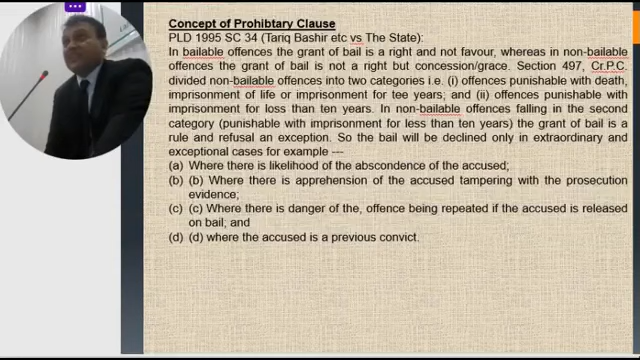 Concept of Prohibtary Clause
PLD 1995 SC 34 (Tariq Bashir etc vs The State):
In bailable offences the grant of bail is a right and not favour, whereas in non-bailable
offences the grant of bail is not a right but concession/grace. Section 497, Cr.P.C.
divided non-bailable offences into two categories i.e. (i) offences punishable with death,
imprisonment of life or imprisonment for tee years; and (ii) offences punishable with
imprisonment for loss than ten years. In non-bailable offences falling in the second
category (punishable with imprisonment for less than ten years) the grant of bail is a
rule and refusal an exception. So the bail will be declined only in extraordinary and
exceptional cases for example ---
(a) Where there is likelihood of the abscondence of the accused;
(b) (b) Where there is apprehension of the accused tampering with the prosecution
evidence;
(c) (c) Where there is danger of the, offence being repeated if the accused is released
on bail; and
(d) (d) where the accused is a previous convict.